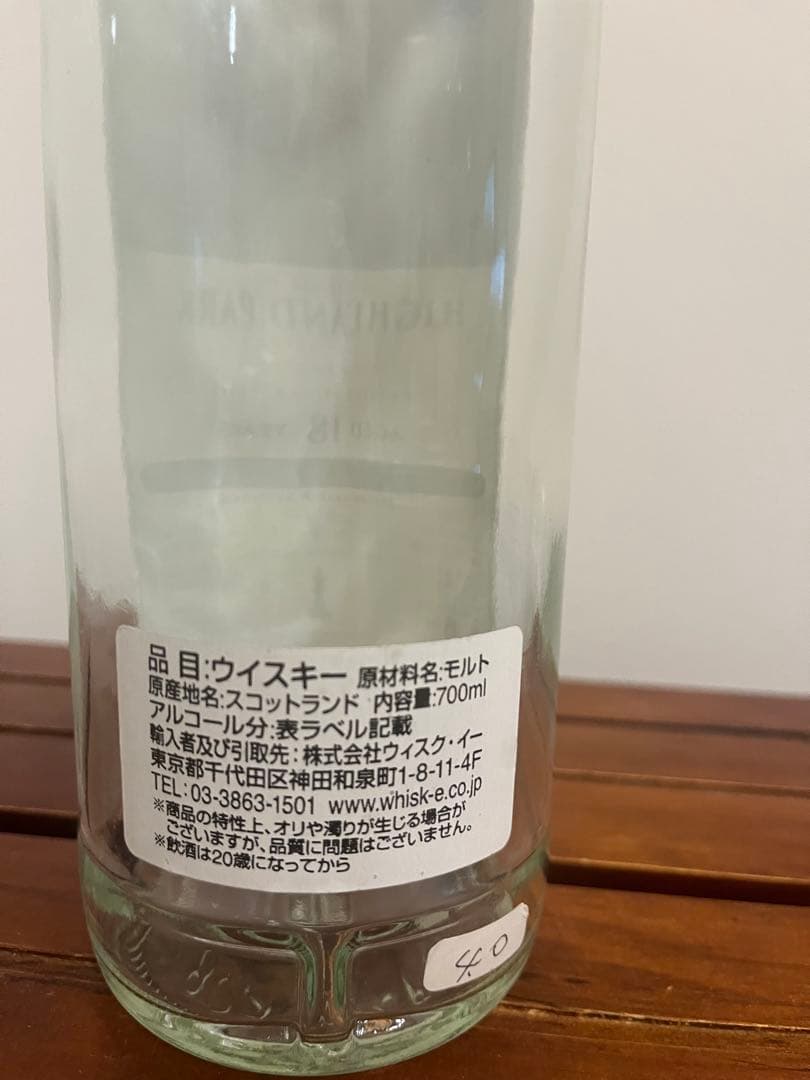 HIGHLAND PARK
18
品 目:ウイスキー 原材料名:モルト
原産地名:スコットランド 内容量:700ml
アルコール分:表ラベル記載
輸入者及び引取先:株式会社ウィスク・イー
東京都千代田区神田和泉町1-8-11-4F
TEL:03-3863-1501 www.whisk-e.co.jp
※商品の特性上、オリや濁りが生じる場合が
ございますが、品質に問題はございません。
※飲酒は20歳になってから
40